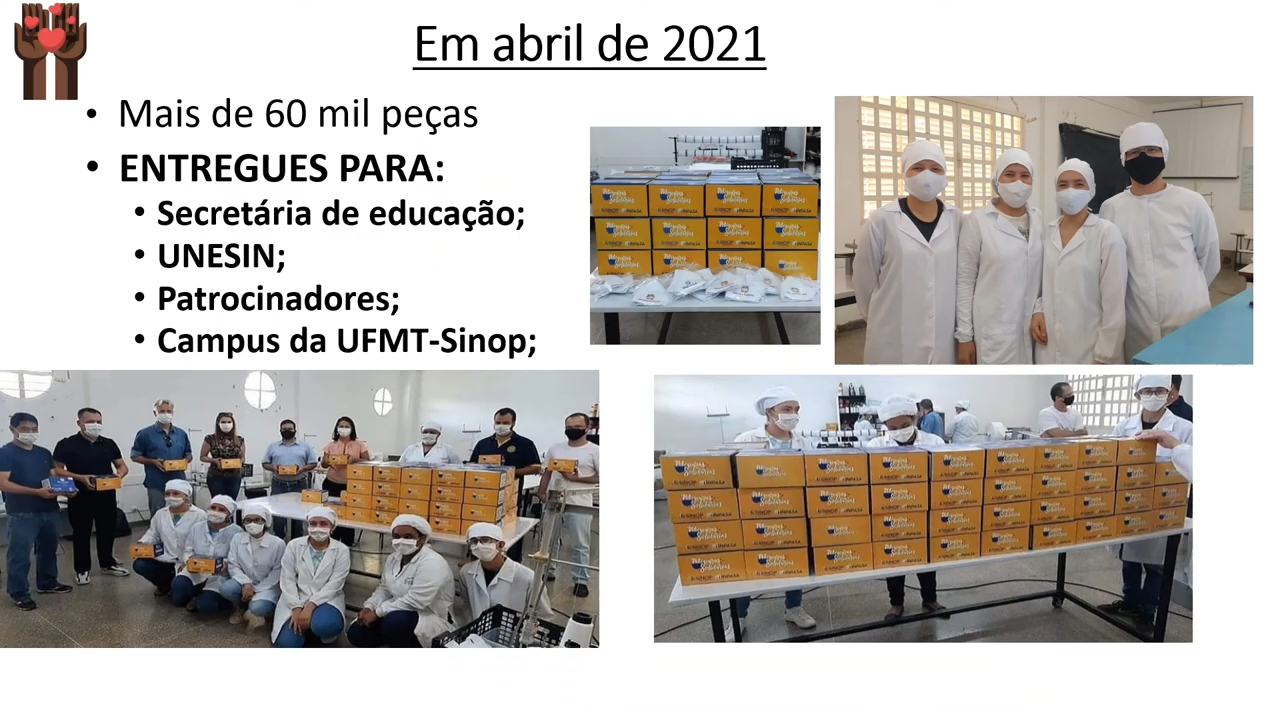 Em abril de 2021
• Mais de 60 mil peças
• ENTREGUES PARA:
• Secretária de educação;
• UNESIN;
• Patrocinadores;
• Campus da UFMT-Sinop;